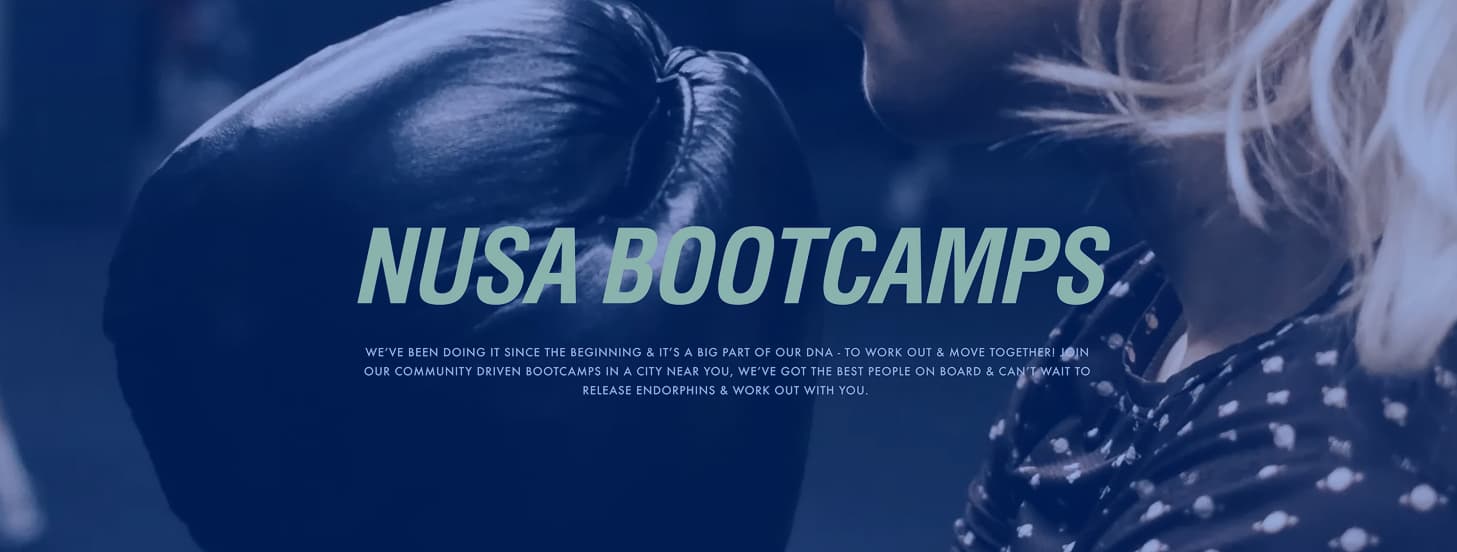 NUSA BOOTCAMPS
WE'VE BEEN DOING IT SINCE THE BEGINNING & IT'S A BIG PART OF OUR DNA - TO WORK OUT & MOVE TOGETHER! JOIN
OUR COMMUNITY DRIVEN BOOTCAMPS IN A CITY NEAR YOU, WE'VE GOT THE BEST PEOPLE ON BOARD & CAN'T WAIT TO
RELEASE ENDORPHINS & WORK OUT WITH YOU.